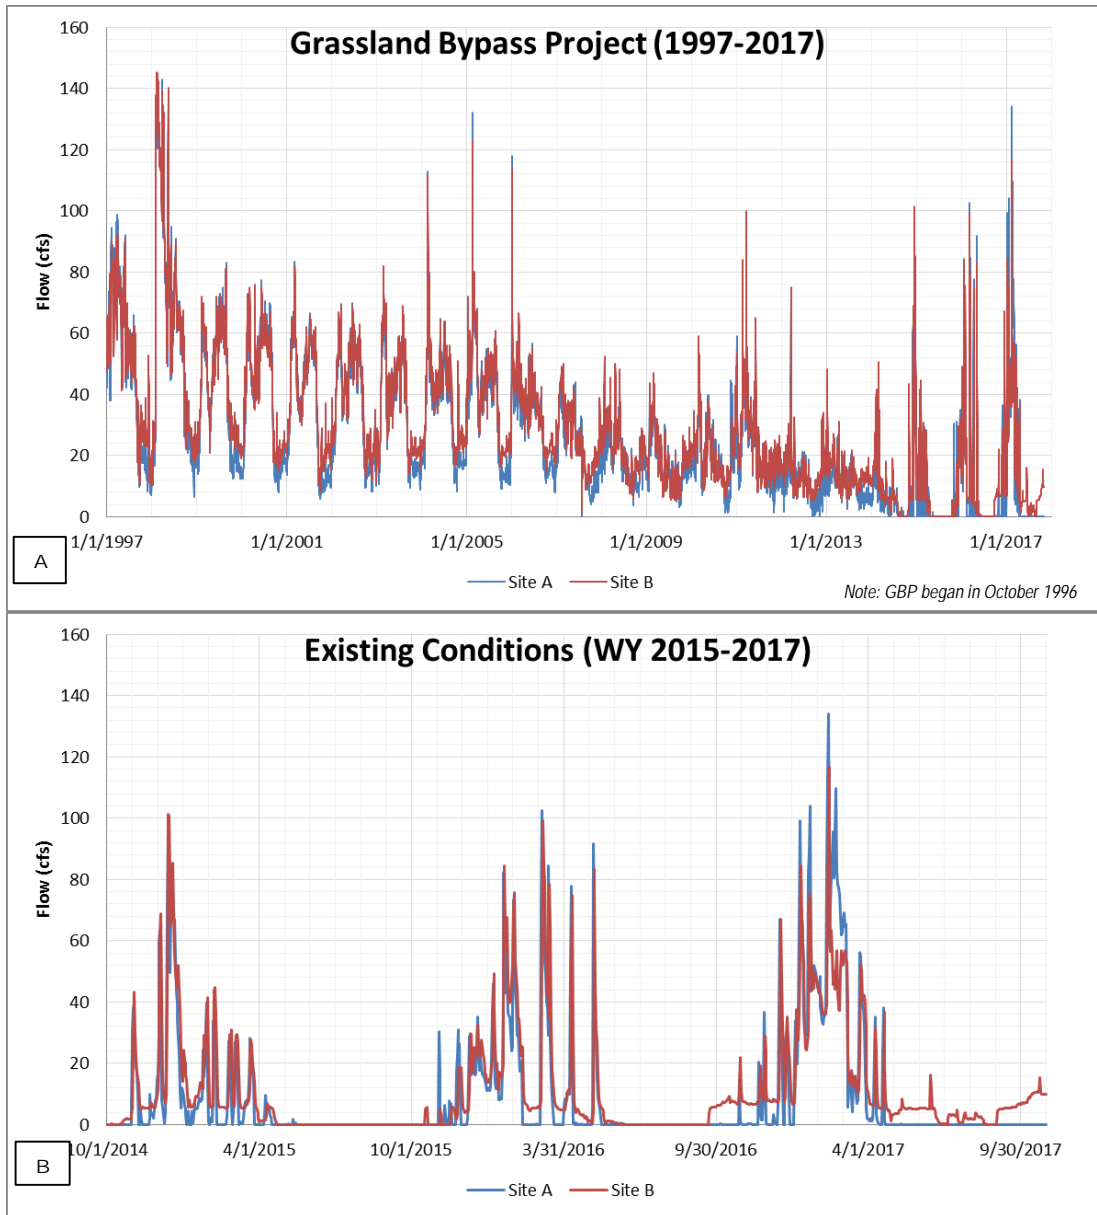 Grassland Bypass Project (1997-2017)
160
140
120
100
80
60
40
20
0
Flow (cfs)
1/1/1997
1/1/2001
1/1/2005
1/1/2009
1/1/2013
1/1/2017
A
Site A
Site B
Note: GBP began in October 1996
Existing Conditions (WY 2015-2017)
160
140
120
100
80
60
40
20
0
Flow (cfs)
10/1/2014
4/1/2015
10/1/2015
3/31/2016
9/30/2016
4/1/2017
9/30/2017
B
Site A
Site B